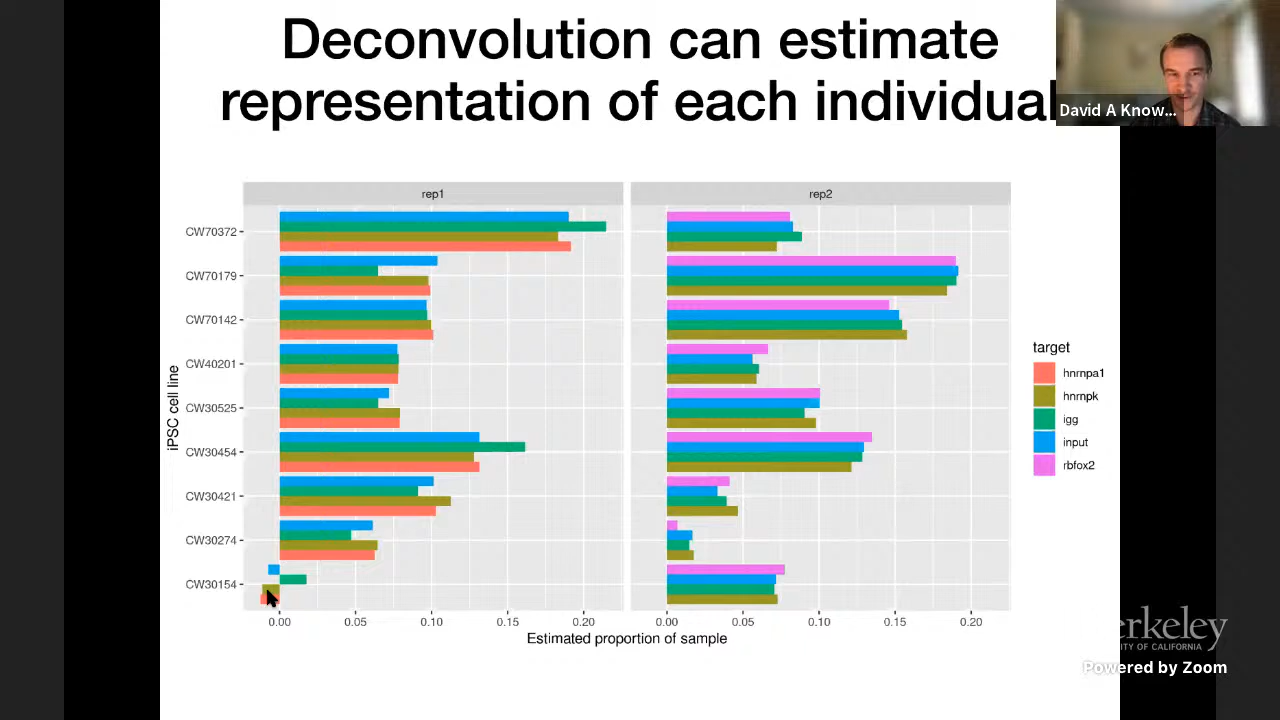 Deconvolution can estimate
representation of each individual
David A Know...
rep1
rep2
CW70372
CW70179
CW70142
CW40201
CW30525
CW30454
CW30421
CW30274
CW30154
iPSC cell line
0.00 0.05 0.10 0.15 0.20
0.00 0.05 0.10 0.15 0.20
Estimated proportion of sample
target
hnrnpa1
hnrnpk
igg
input
rbfox2
erkeley
ITY OF CALIFORNIA
Powered by Zoom